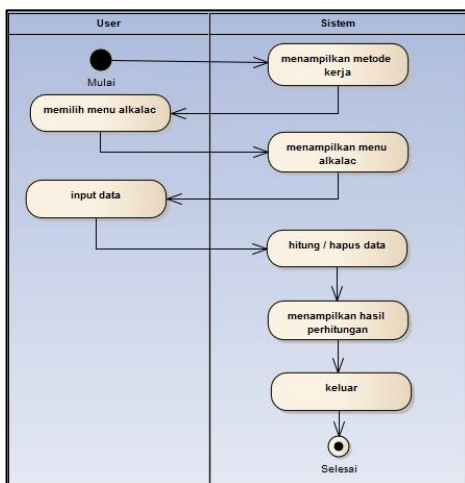 User
Sistem
Mulai
menampilkan metode
kerja
memilih menu alkalac
menampilkan menu
alkalac
input data
hitung / hapus data
menampilkan hasil
perhitungan
keluar
Selesai